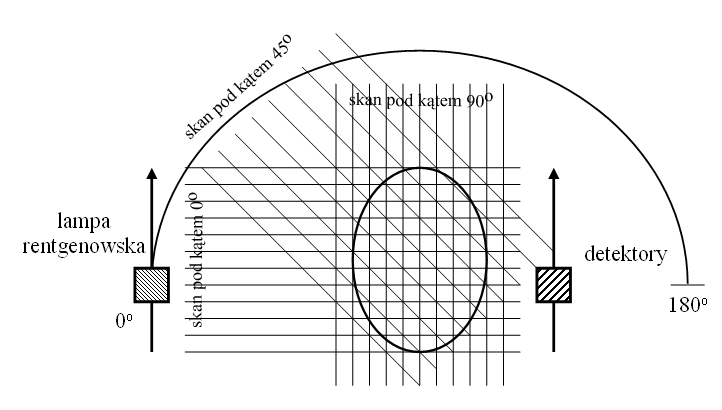 skan pod kątem 45o
skan pod kątem 90o
skan pod kątem 0o
lampa
rentgenowska
detektory
0o
180o